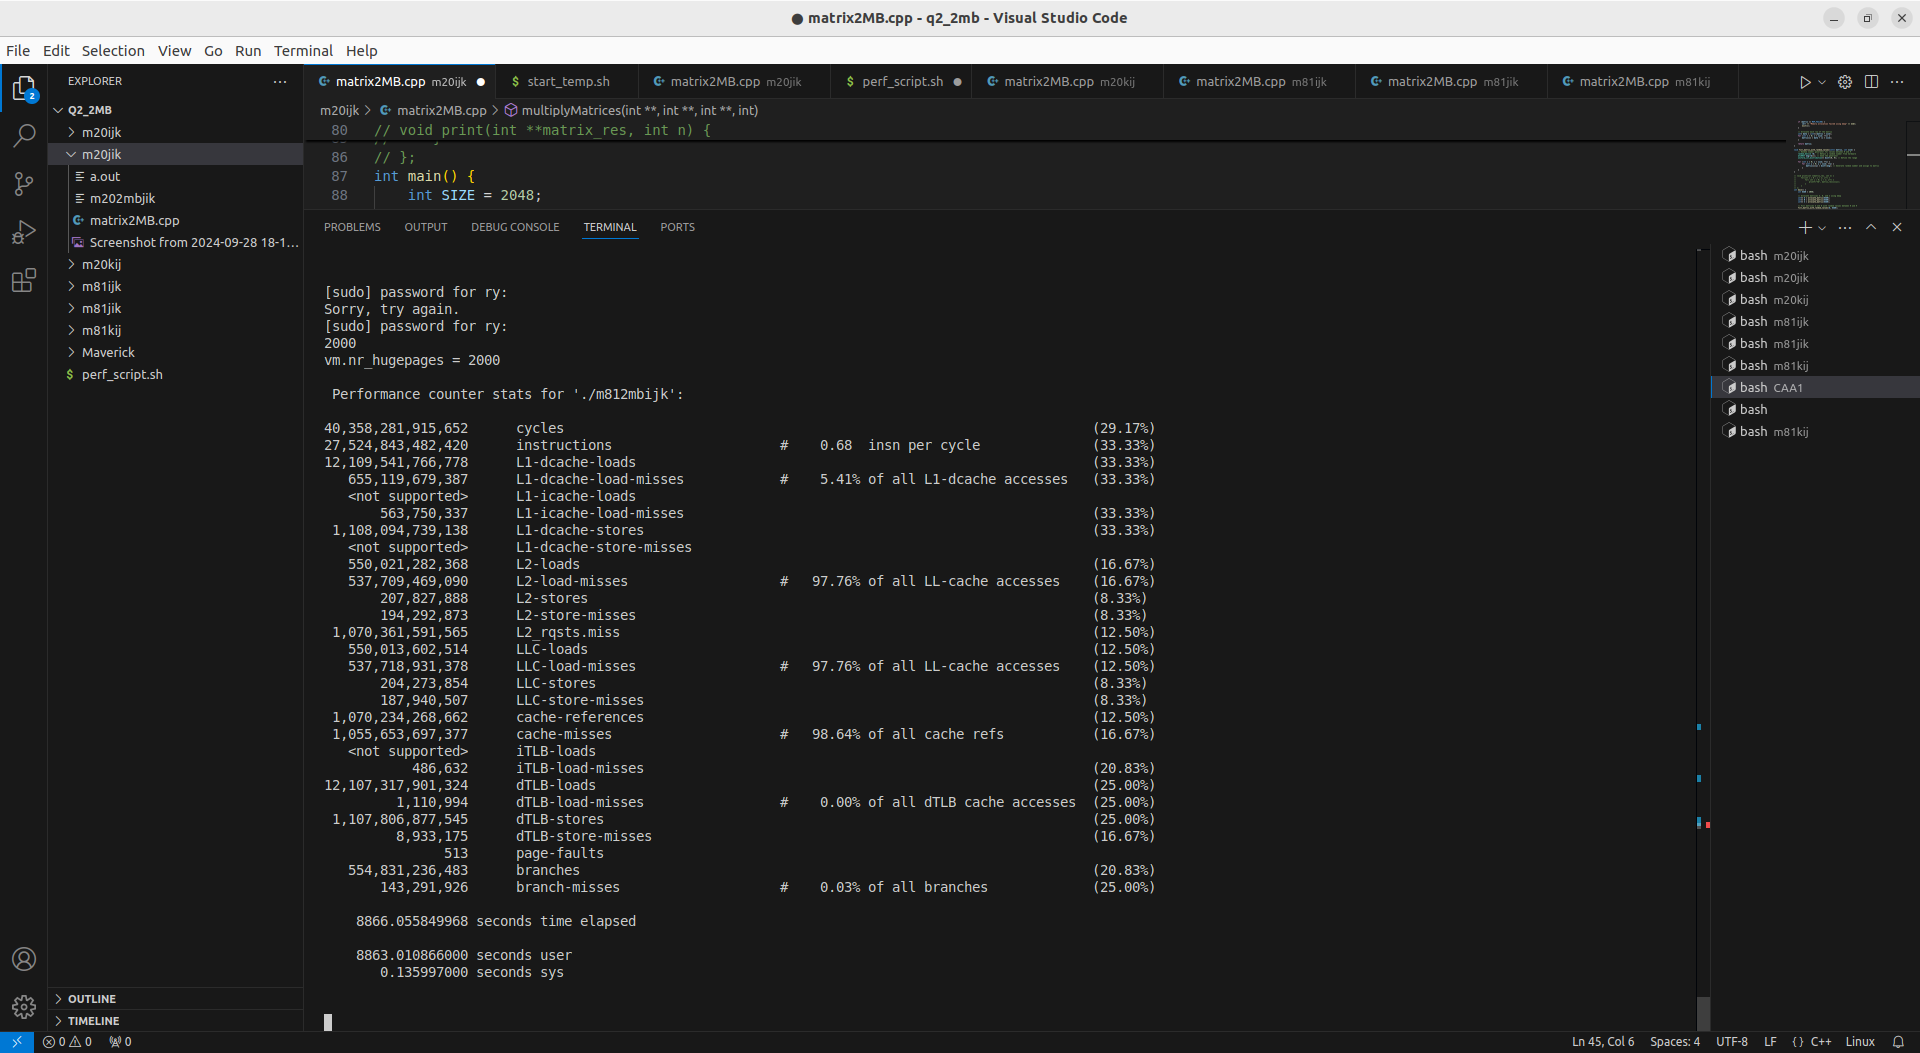 matrix2MB.cpp - q2_2mb - Visual Studio Code
File Edit Selection View Go Run Terminal Help
EXPLORER
matrix2MB.cpp m20ijk
start_temp.sh
matrix2MB.cpp m20jik
perf_script.sh
matrix2MB.cpp m20kij
matrix2MB.cpp m81ijk
matrix2MB.cpp m81jik
matrix2MB.cpp m81kij
2
Q2_2MB
m20ijk
m20jik
a.out
m202mbjik
matrix2MB.cpp
Screenshot from 2024-09-28 18-1...
m20kij
m81ijk
m81jik
m81kij
Maverick
perf_script.sh
OUTLINE
TIMELINE
m20ijk > matrix2MB.cpp > multiplyMatrices(int **, int **, int **, int)
80 // void print(int **matrix_res, int n) {
86 // };
87 int main() {
88 int SIZE = 2048;
PROBLEMS OUTPUT DEBUG CONSOLE TERMINAL PORTS
[sudo] password for ry:
Sorry, try again.
[sudo] password for ry:
2000
vm.nr_hugepages = 2000
Performance counter stats for './m812mbijk':
40,358,281,915,652 cycles (29.17%)
27,524,843,482,420 instructions # 0.68 insn per cycle (33.33%)
12,109,541,766,778 L1-dcache-loads (33.33%)
655,119,679,387 L1-dcache-load-misses # 5.41% of all L1-dcache accesses (33.33%)
<not supported> L1-icache-loads
563,750,337 L1-icache-load-misses (33.33%)
1,108,094,739,138 L1-dcache-stores (33.33%)
<not supported> L1-dcache-store-misses
550,021,282,368 L2-loads (16.67%)
537,709,469,090 L2-load-misses # 97.76% of all LL-cache accesses (16.67%)
207,827,888 L2-stores (8.33%)
194,292,873 L2-store-misses (8.33%)
1,070,361,591,565 L2_rqsts.miss (12.50%)
550,013,602,514 LLC-loads (12.50%)
537,718,931,378 LLC-load-misses # 97.76% of all LL-cache accesses (12.50%)
204,273,854 LLC-stores (8.33%)
187,940,507 LLC-store-misses (8.33%)
1,070,234,268,662 cache-references (12.50%)
1,055,653,697,377 cache-misses # 98.64% of all cache refs (16.67%)
<not supported> iTLB-loads
486,632 iTLB-load-misses (20.83%)
12,107,317,901,324 dTLB-loads (25.00%)
1,110,994 dTLB-load-misses # 0.00% of all dTLB cache accesses (25.00%)
1,107,806,877,545 dTLB-stores (25.00%)
8,933,175 dTLB-store-misses (16.67%)
513 page-faults
554,831,236,483 branches (20.83%)
143,291,926 branch-misses # 0.03% of all branches (25.00%)
8866.055849968 seconds time elapsed
8863.010866000 seconds user
0.135997000 seconds sys
bash m20ijk
bash m20jik
bash m20kij
bash m81ijk
bash m81jik
bash m81kij
bash CAA1
bash
bash m81kij
0 0 0
Ln 45, Col 6 Spaces: 4 UTF-8 LF {} C++ Linux